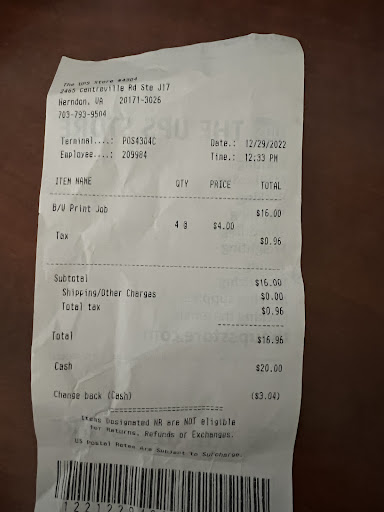 The UPS Store #4304
2465 Centreville Rd Ste J17
Herndon, VA 20171-3026
703-793-9504
Terminal....: POS4304C Date.: 12/29/2022
Employee....: 209984 Time.: 12:33 PM
ITEM NAME QTY PRICE TOTAL
B/W Print Job $16.00
4 @ $4.00
Tax $0.96
Subtotal $16.00
Shipping/Other Charges $0.00
Total tax $0.96
Total $16.96
Cash $20.00
Change back (Cash) ($3.04)
Items Designated NR are NOT eligible
for Returns, Refunds or Exchanges.
US Postal Rates Are Subject to Surcharge.